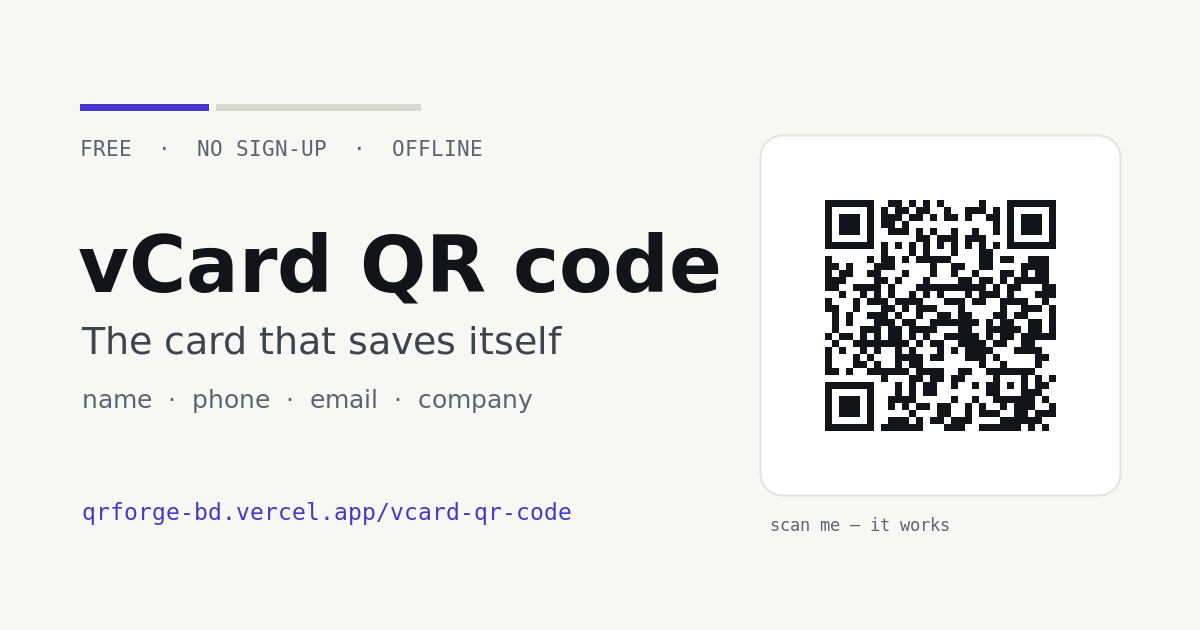 FREE · NO SIGN-UP · OFFLINE
vCard QR code
The card that saves itself
name · phone · email · company
qrforge-bd.vercel.app/vcard-qr-code
scan me — it works